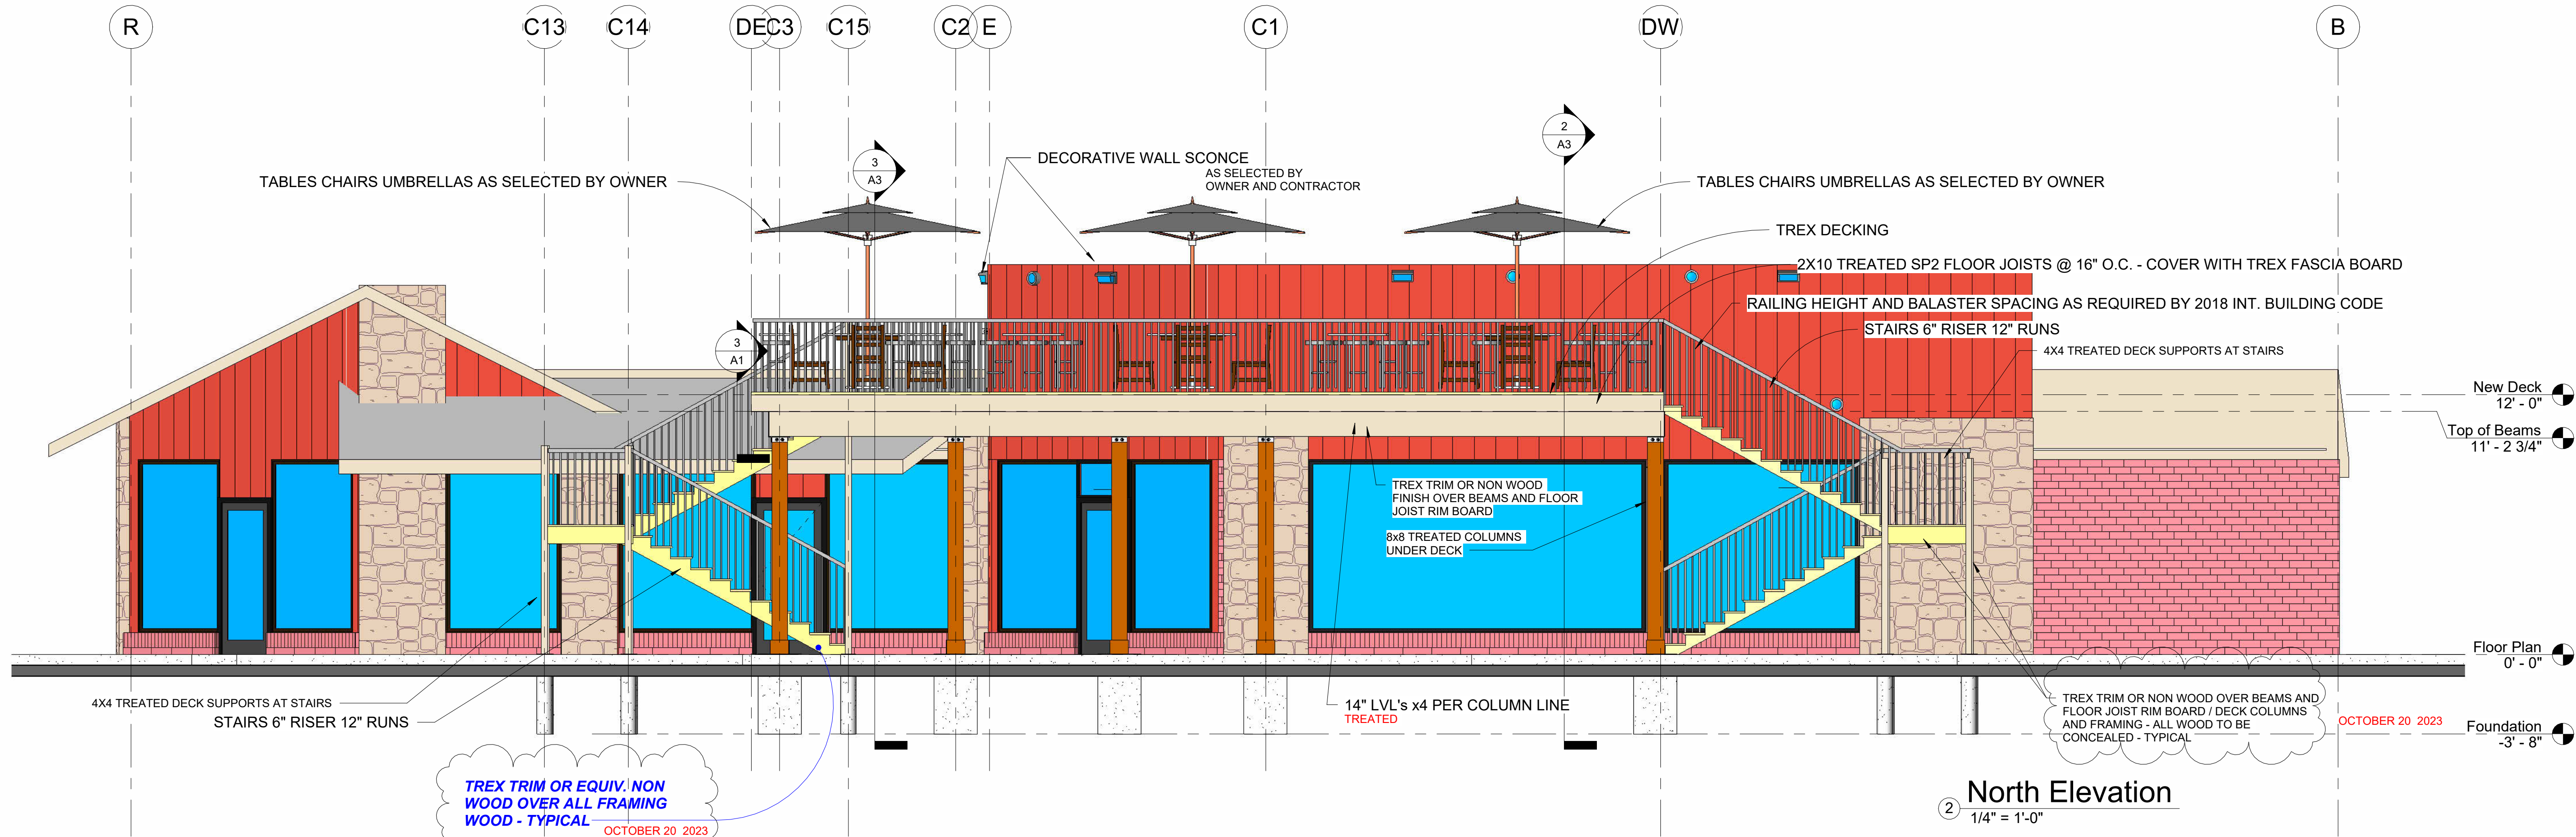 R
C13
C14
DE
C3
C15
C2
E
C1
DW
B
2
A3
3
A3
DECORATIVE WALL SCONCE
AS SELECTED BY
OWNER AND CONTRACTOR
TABLES CHAIRS UMBRELLAS AS SELECTED BY OWNER
TABLES CHAIRS UMBRELLAS AS SELECTED BY OWNER
TREX DECKING
2X10 TREATED SP2 FLOOR JOISTS @ 16" O.C. - COVER WITH TREX FASCIA BOARD
RAILING HEIGHT AND BALASTER SPACING AS REQUIRED BY 2018 INT. BUILDING CODE
STAIRS 6" RISER 12" RUNS
4X4 TREATED DECK SUPPORTS AT STAIRS
3
A1
New Deck
12' - 0"
Top of Beams
11' - 2 3/4"
TREX TRIM OR NON WOOD
FINISH OVER BEAMS AND FLOOR
JOIST RIM BOARD
8x8 TREATED COLUMNS
UNDER DECK
Floor Plan
0' - 0"
4X4 TREATED DECK SUPPORTS AT STAIRS
STAIRS 6" RISER 12" RUNS
14" LVL's x4 PER COLUMN LINE
TREATED
TREX TRIM OR NON WOOD OVER BEAMS AND
FLOOR JOIST RIM BOARD / DECK COLUMNS
AND FRAMING - ALL WOOD TO BE
CONCEALED - TYPICAL
OCTOBER 20 2023
Foundation
-3' - 8"
TREX TRIM OR EQUIV. NON
WOOD OVER ALL FRAMING
WOOD - TYPICAL
OCTOBER 20 2023
2
North Elevation
1/4" = 1'-0"